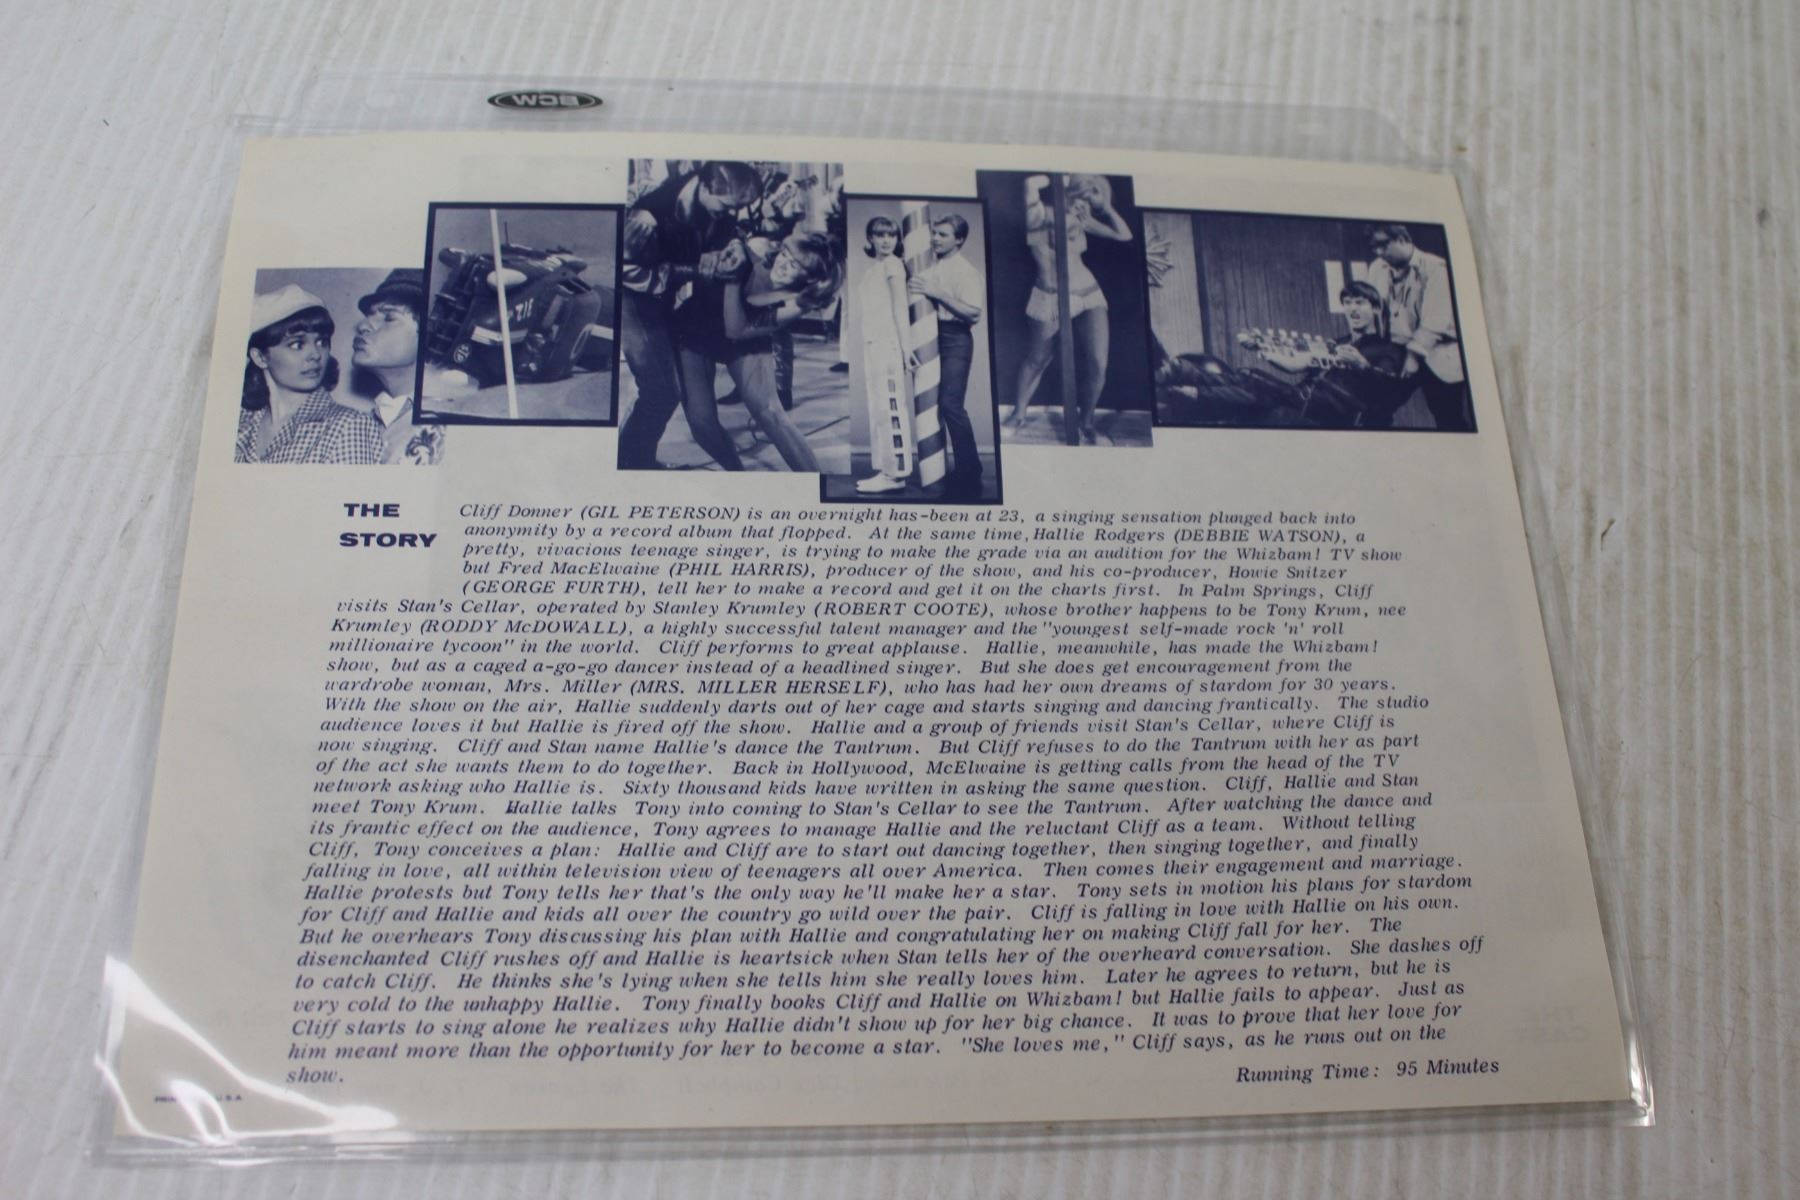 BCW
THE STORY
Cliff Donner (GIL PETERSON) is an overnight has-been at 23, a singing sensation plunged back into
anonymity by a record album that flopped. At the same time, Hallie Rodgers (DEBBIE WATSON), a
pretty, vivacious teenage singer, is trying to make the grade via an audition for the Whizbam! TV show
but Fred MacElwaine (PHIL HARRIS), producer of the show, and his co-producer, Howie Snitzer
(GEORGE FURTH), tell her to make a record and get it on the charts first. In Palm Springs, Cliff
visits Stan's Cellar, operated by Stanley Krumley (ROBERT COOTE), whose brother happens to be Tony Krum, nee
Krumley (RODDY McDOWALL), a highly successful talent manager and the "youngest self-made rock 'n' roll
millionaire tycoon" in the world. Cliff performs to great applause. Hallie, meanwhile, has made the Whizbam!
show, but as a caged a-go-go dancer instead of a headlined singer. But she does get encouragement from the
wardrobe woman, Mrs. Miller (MRS. MILLER HERSELF), who has had her own dreams of stardom for 30 years.
With the show on the air, Hallie suddenly darts out of her cage and starts singing and dancing frantically. The studio
audience loves it but Hallie is fired off the show. Hallie and a group of friends visit Stan's Cellar, where Cliff is
now singing. Cliff and Stan name Hallie's dance the Tantrum. But Cliff refuses to do the Tantrum with her as part
of the act she wants them to do together. Back in Hollywood, McElwaine is getting calls from the head of the TV
network asking who Hallie is. Sixty thousand kids have written in asking the same question. Cliff, Hallie and Stan
meet Tony Krum. Hallie talks Tony into coming to Stan's Cellar to see the Tantrum. After watching the dance and
its frantic effect on the audience, Tony agrees to manage Hallie and the reluctant Cliff as a team. Without telling
Cliff, Tony conceives a plan: Hallie and Cliff are to start out dancing together, then singing together, and finally
falling in love, all within television view of teenagers all over America. Then comes their engagement and marriage.
Hallie protests but Tony tells her that's the only way he'll make her a star. Tony sets in motion his plans for stardom
for Cliff and Hallie and kids all over the country go wild over the pair. Cliff is falling in love with Hallie on his own.
But he overhears Tony discussing his plan with Hallie and congratulating her on making Cliff fall for her. The
disenchanted Cliff rushes off and Hallie is heartsick when Stan tells her of the overheard conversation. She dashes off
to catch Cliff. He thinks she's lying when she tells him she really loves him. Later he agrees to return, but he is
very cold to the unhappy Hallie. Tony finally books Cliff and Hallie on Whizbam! but Hallie fails to appear. Just as
Cliff starts to sing alone he realizes why Hallie didn't show up for her big chance. It was to prove that her love for
him meant more than the opportunity for her to become a star. "She loves me," Cliff says, as he runs out on the
show.
Running Time: 95 Minutes
U.S.A.